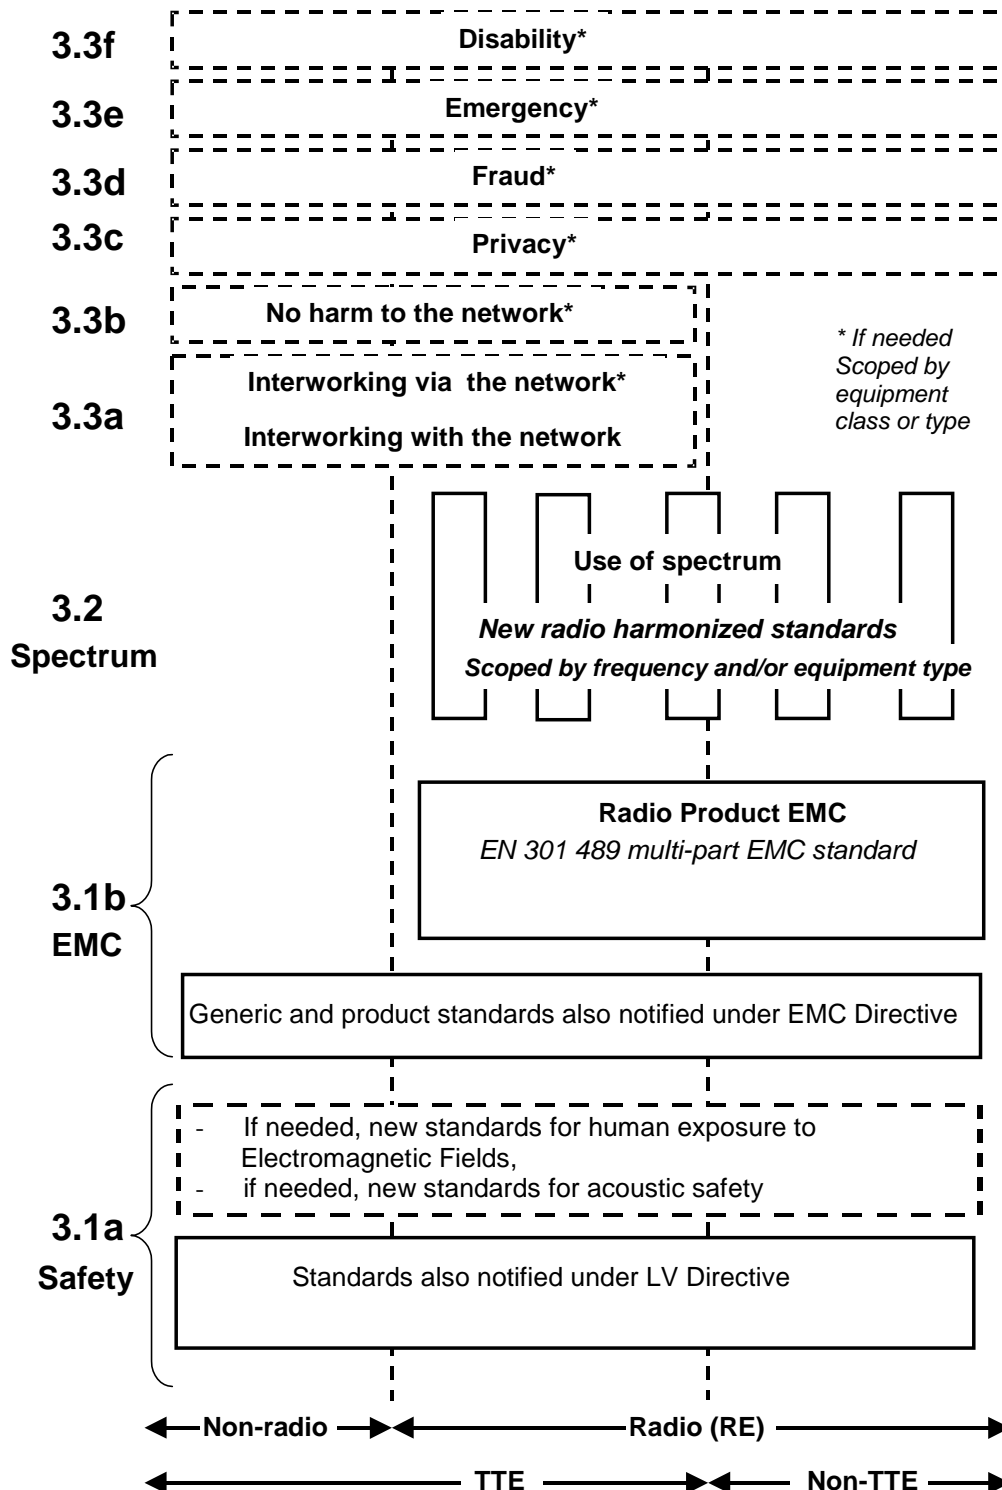 3.3f
Disability*
3.3e
Emergency*
3.3d
Fraud*
3.3c
Privacy*
3.3b
No harm to the network*
* If needed
Scoped by
equipment
class or type
3.3a
Interworking via the network*
Interworking with the network
Use of spectrum
3.2
Spectrum
New radio harmonized standards
Scoped by frequency and/or equipment type
Radio Product EMC
EN 301 489 multi-part EMC standard
3.1b
EMC
Generic and product standards also notified under EMC Directive
- If needed, new standards for human exposure to
Electromagnetic Fields,
- if needed, new standards for acoustic safety
3.1a
Safety
Standards also notified under LV Directive
Non-radio
Radio (RE)
TTE
Non-TTE